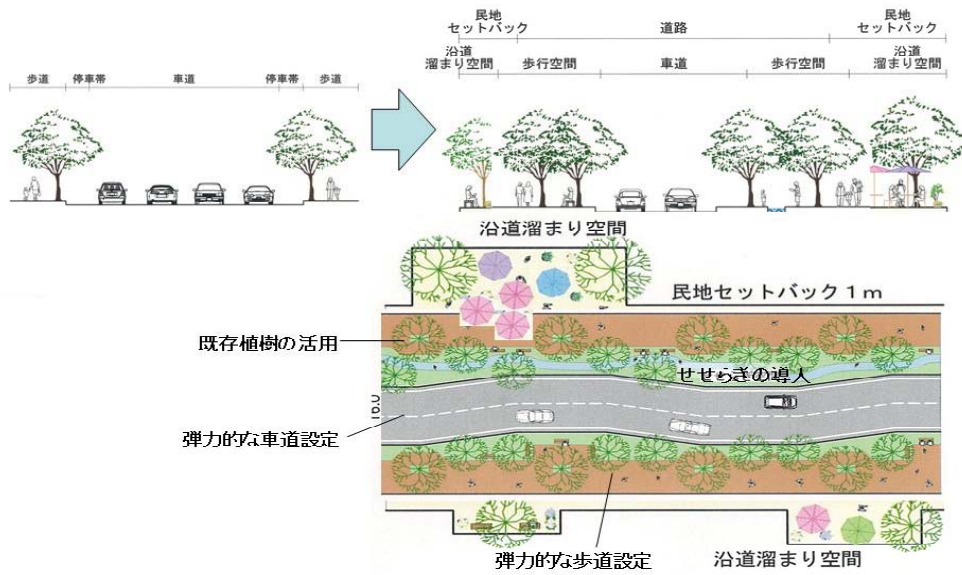 歩道 停車帯 車道 停車帯 歩道
民地
セットバック
道路
民地
セットバック
沿道
溜まり空間
歩行空間
車道
歩行空間
沿道
溜まり空間
沿道溜まり空間
民地セットバック1m
既存植樹の活用
せせらぎの導入
16.0
弾力的な車道設定
弾力的な歩道設定
沿道溜まり空間